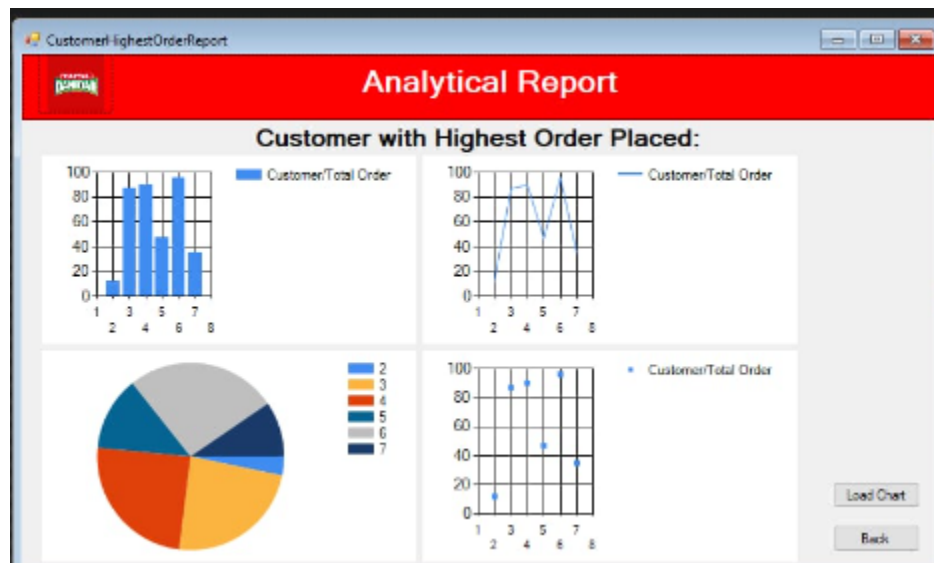 CustomerHighestOrderReport
Analytical Report
Customer with Highest Order Placed:
100
80
60
40
20
0
1 3 5 7
2 4 6 8
Customer/Total Order
100
80
60
40
20
0
1 3 5 7
2 4 6 8
Customer/Total Order
2
3
4
5
6
7
100
80
60
40
20
0
1 3 5 7
2 4 6 8
Customer/Total Order
Load Chart
Back